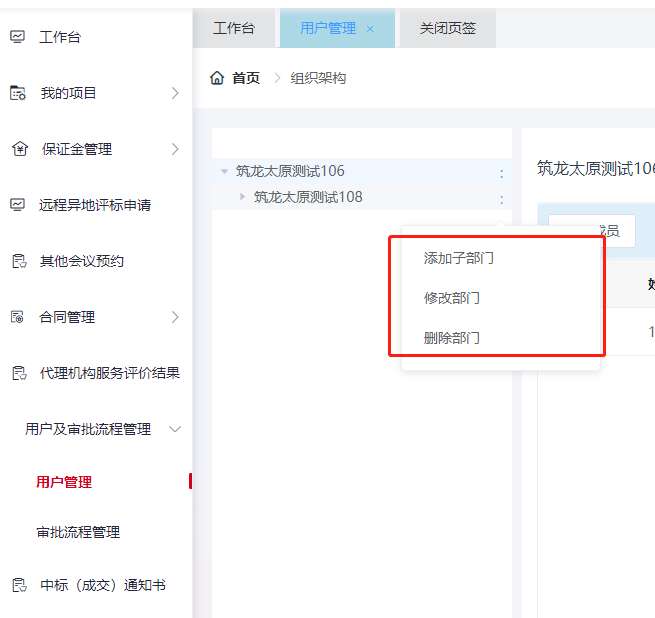 工作台
我的项目
保证金管理
远程异地评标申请
其他会议预约
合同管理
代理机构服务评价结果
用户及审批流程管理
用户管理
审批流程管理
中标（成交）通知书
工作台
用户管理 ×
关闭页签
首页
组织架构
筑龙太原测试106
筑龙太原测试108
添加子部门
修改部门
删除部门
筑龙太原测试106
成员
1